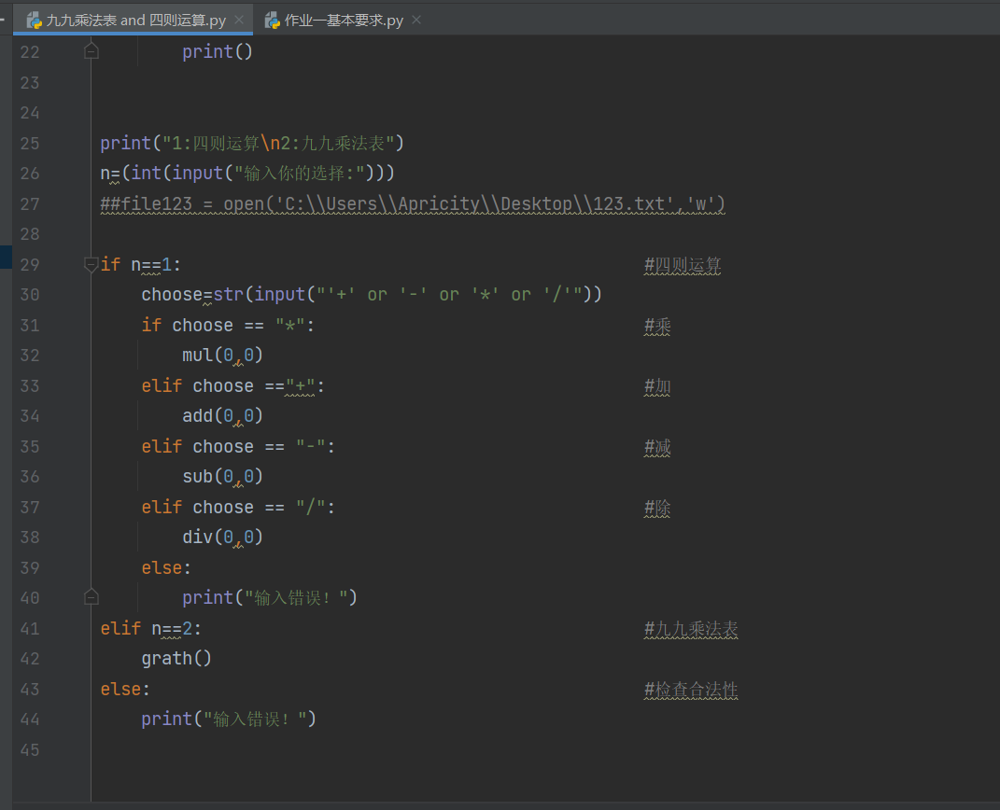 九九乘法表 and 四则运算.py 作业一基本要求.py
22 print()
23
24
25 print("1:四则运算\n2:九九乘法表")
26 n=(int(input("输入你的选择:")))
27 ##file123 = open('C:\\Users\\Apricity\\Desktop\\123.txt','w')
28
29 if n==1: #四则运算
30 choose=str(input("'+' or '-' or '*' or '/'"))
31 if choose == "*": #乘
32 mul(0,0)
33 elif choose =="+": #加
34 add(0,0)
35 elif choose == "-": #减
36 sub(0,0)
37 elif choose == "/": #除
38 div(0,0)
39 else:
40 print("输入错误！")
41 elif n==2: #九九乘法表
42 grath()
43 else: #检查合法性
44 print("输入错误！")
45